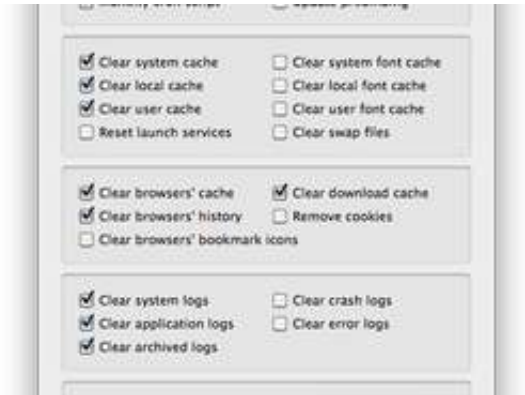 Clear system cache
Clear system font cache
Clear local cache
Clear local font cache
Clear user cache
Clear user font cache
Reset launch services
Clear swap files
Clear browsers' cache
Clear download cache
Clear browsers' history
Remove cookies
Clear browsers' bookmark icons
Clear system logs
Clear crash logs
Clear application logs
Clear error logs
Clear archived logs